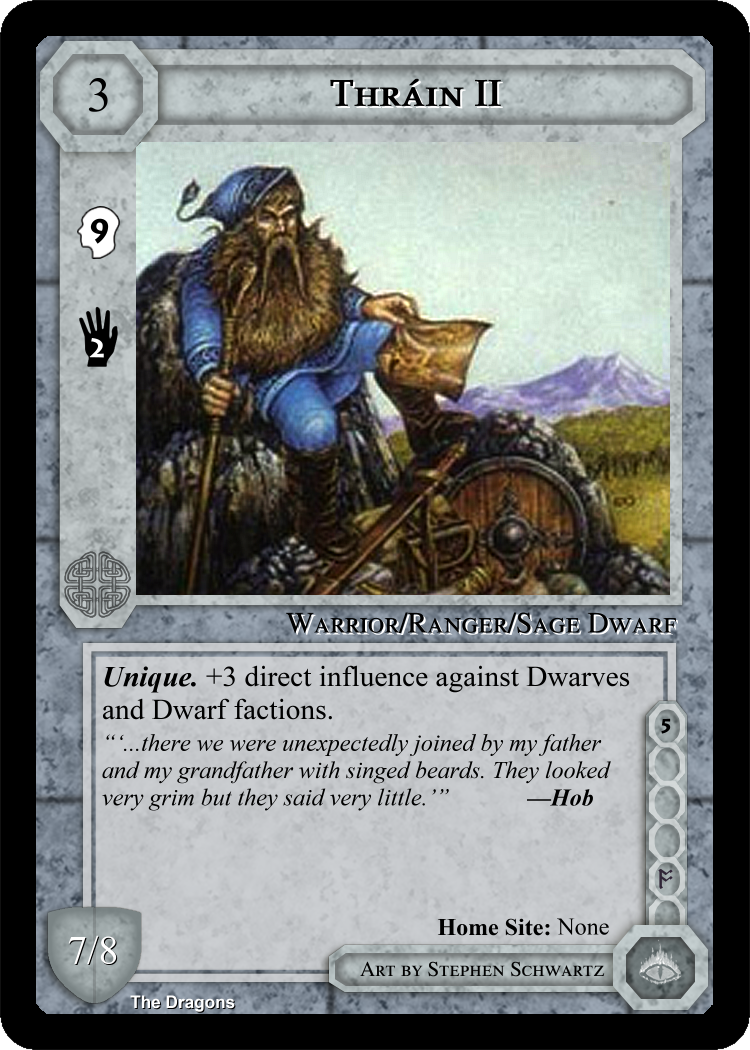 3
Thráin II
9
2
Warrior/Ranger/Sage Dwarf
Unique. +3 direct influence against Dwarves
and Dwarf factions.
“‘...there we were unexpectedly joined by my father
and my grandfather with singed beards. They looked
very grim but they said very little.’” —Hob
5
ᚩ
Home Site: None
7/8
Art by Stephen Schwartz
The Dragons